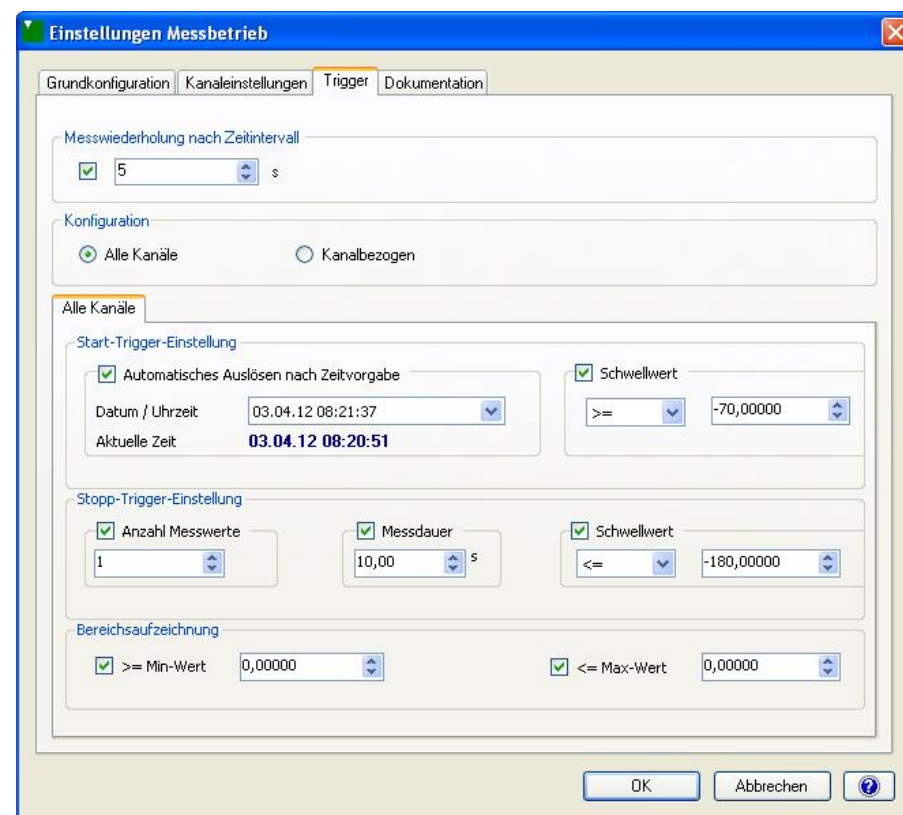 Einstellungen Messbetrieb
Grundkonfiguration Kanaleinstellungen Trigger Dokumentation
Messwiederholung nach Zeitintervall
5 s
Konfiguration
Alle Kanäle Kanalbezogen
Alle Kanäle
Start-Trigger-Einstellung
Automatisches Auslösen nach Zeitvorgabe Schwellwert
Datum / Uhrzeit 03.04.12 08:21:37 >= -70,00000
Aktuelle Zeit 03.04.12 08:20:51
Stopp-Trigger-Einstellung
Anzahl Messwerte Messdauer Schwellwert
1 10,00 s <= -180,00000
Bereichsaufzeichnung
>= Min-Wert 0,00000 <= Max-Wert 0,00000
OK Abbrechen ?